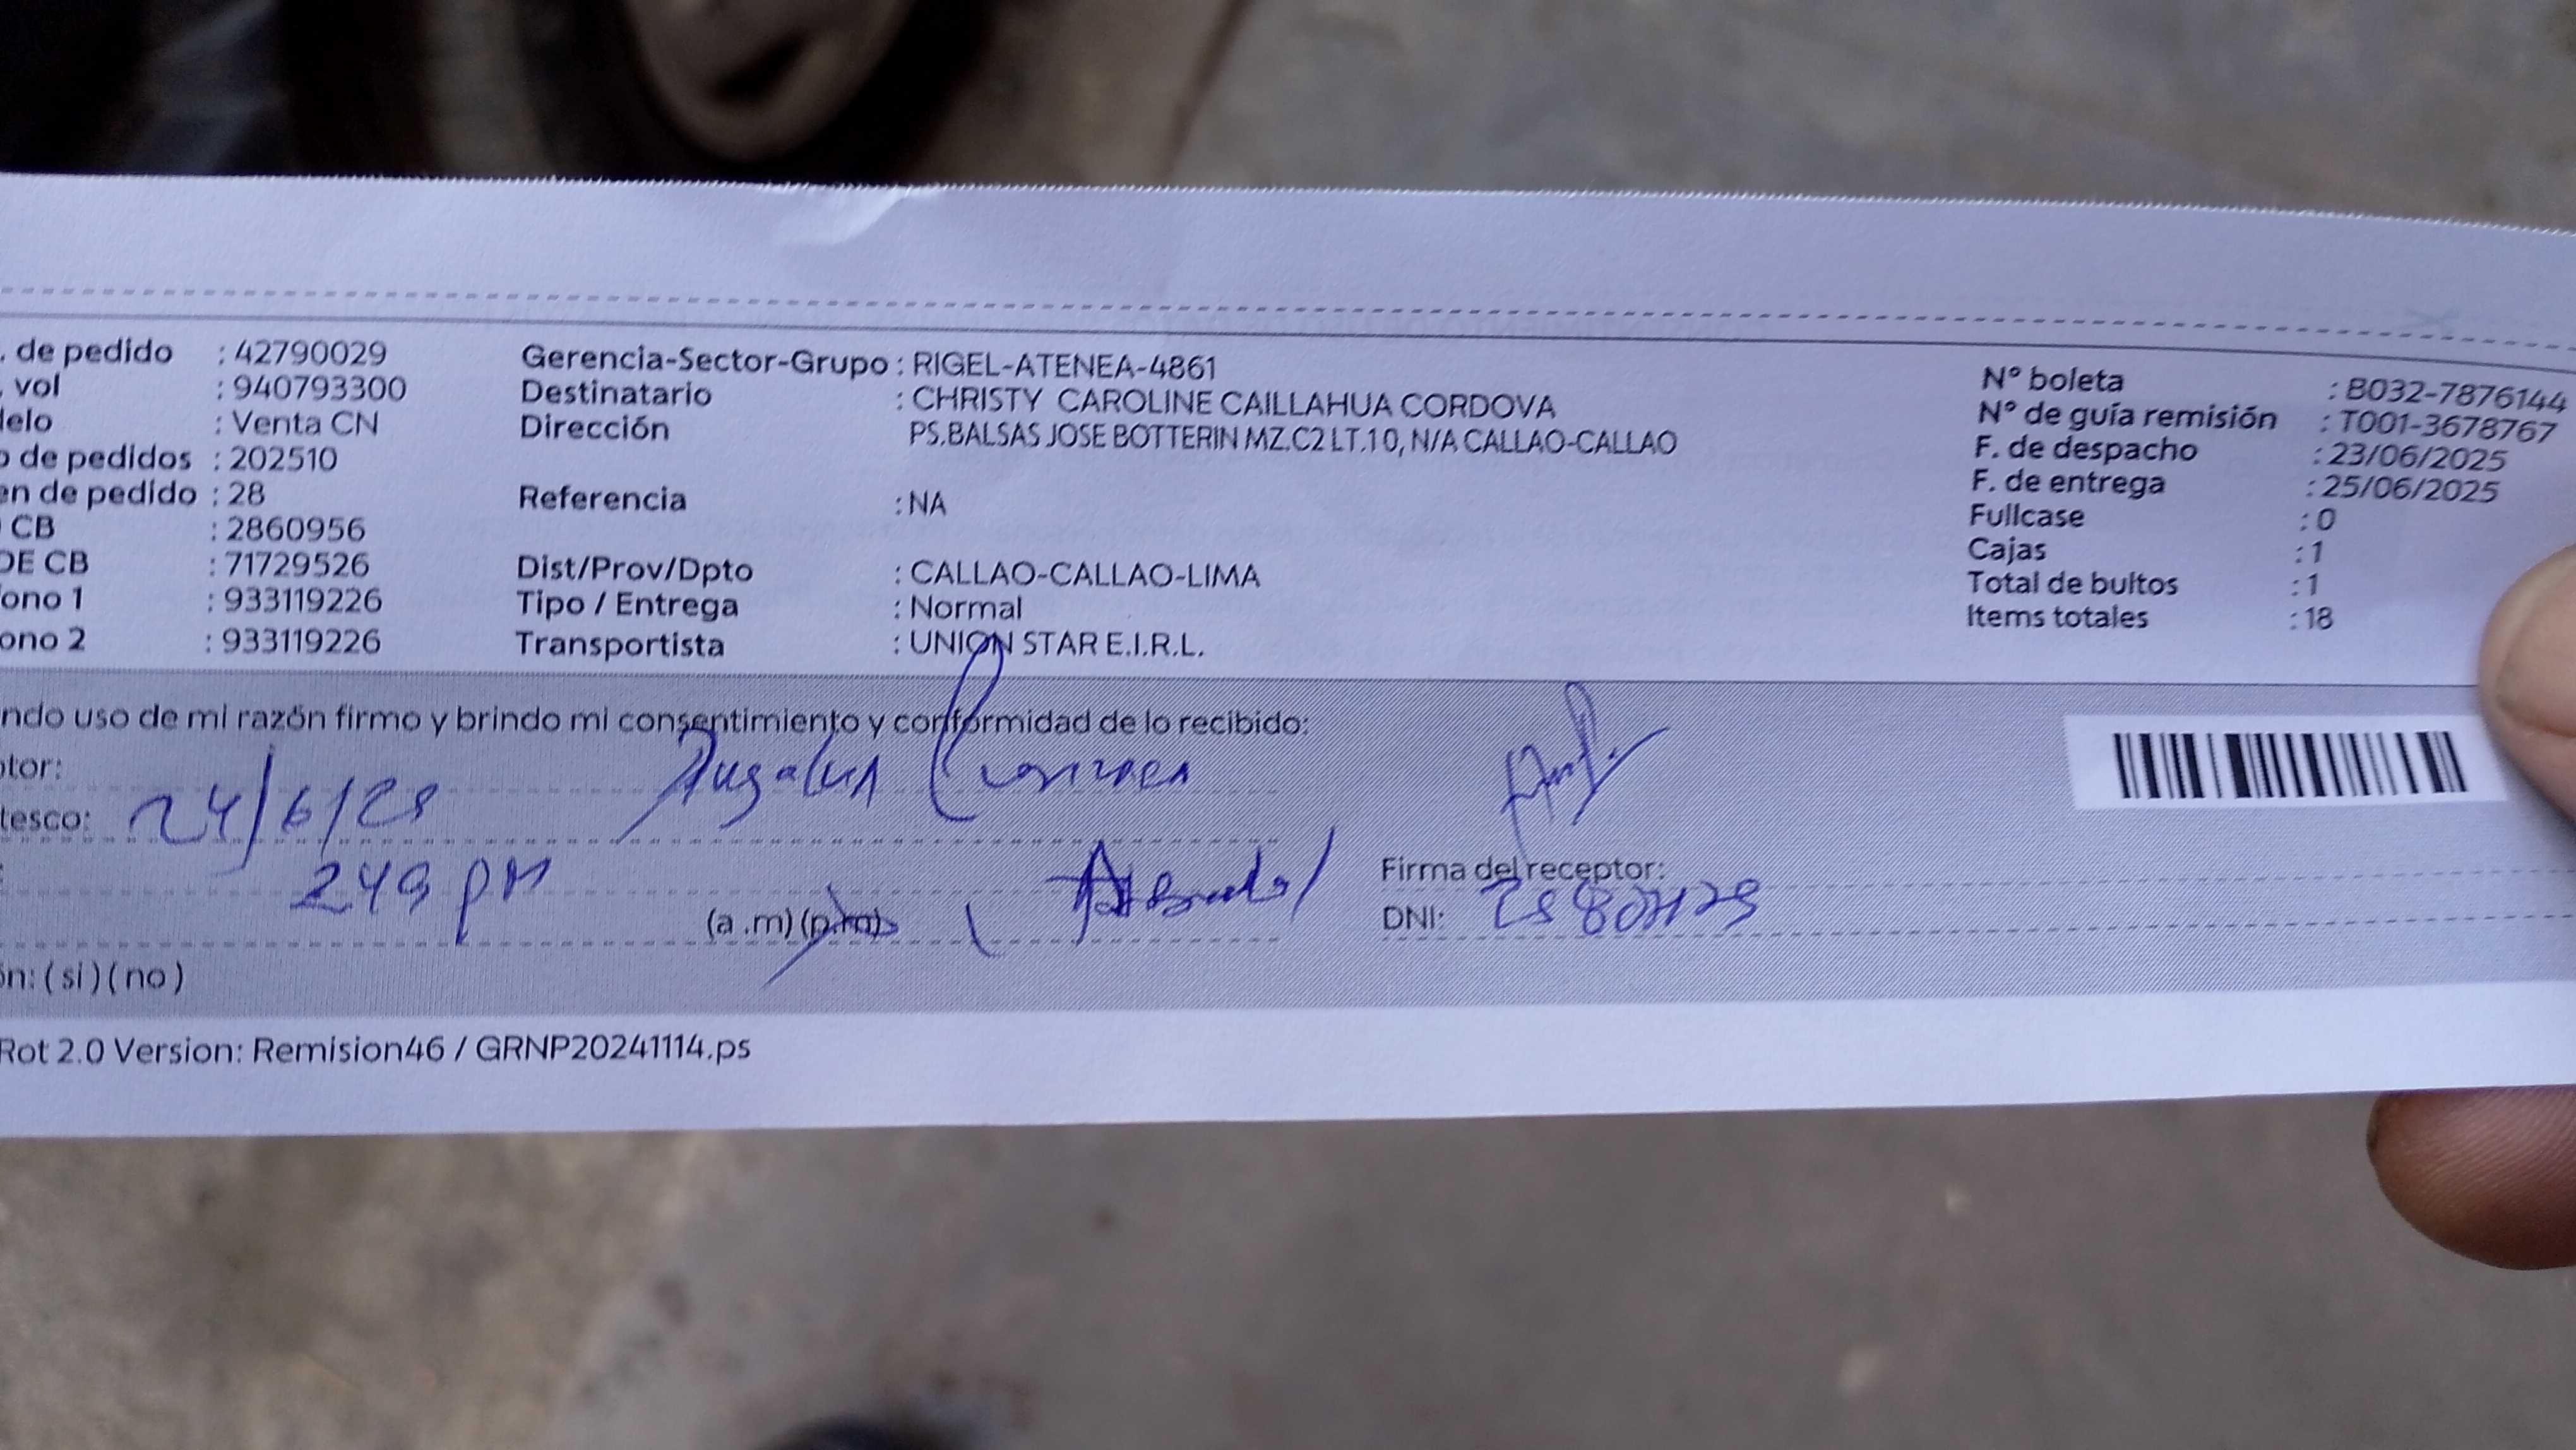 . de pedido : 42790029
. vol : 940793300
delo : Venta CN
o de pedidos : 202510
en de pedido : 28
CB : 2860956
DE CB : 71729526
ono 1 : 933119226
ono 2 : 933119226
Gerencia-Sector-Grupo : RIGEL-ATENEA-4861
Destinatario : CHRISTY CAROLINE CAILLAHUA CORDOVA
Dirección PS.BALSAS JOSE BOTTERIN MZ.C2 LT.10, N/A CALLAO-CALLAO
Referencia : NA
Dist/Prov/Dpto : CALLAO-CALLAO-LIMA
Tipo / Entrega : Normal
Transportista : UNION STAR E.I.R.L.
N° boleta : B032-7876144
N° de guía remisión : T001-3678767
F. de despacho : 23/06/2025
F. de entrega : 25/06/2025
Fullcase : 0
Cajas : 1
Total de bultos : 1
Items totales : 18
ndo uso de mi razón firmo y brindo mi consentimiento y conformidad de lo recibido:
tor:
tesco: 24/6/25
249 pm
(a .m) (p.m)
Firma del receptor:
DNI:
ón: ( si ) ( no )
Rot 2.0 Version: Remision46 / GRNP20241114.ps